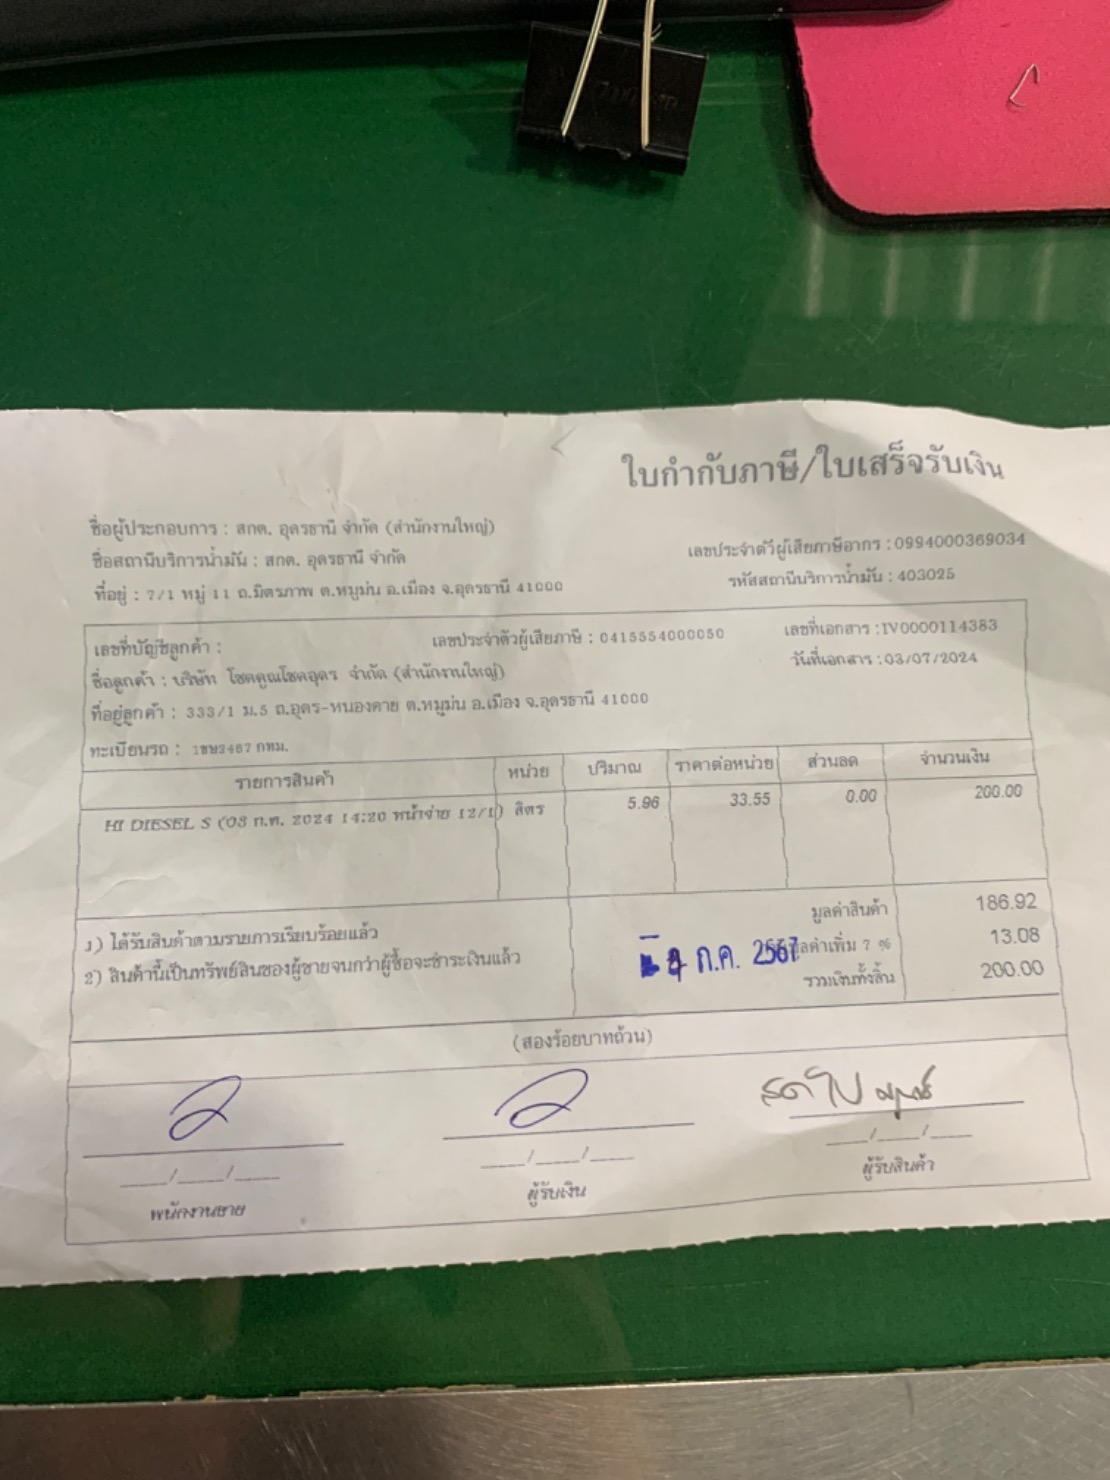 ใบกำกับภาษี/ใบเสร็จรับเงิน
ชื่อผู้ประกอบการ : สกต. อุดรธานี จำกัด (สำนักงานใหญ่)
เลขประจำตัวผู้เสียภาษีอากร : 0994000369034
ชื่อสถานีบริการน้ำมัน : สกต. อุดรธานี จำกัด
รหัสสถานีบริการน้ำมัน : 403025
ที่อยู่ : 7/1 หมู่ 11 ถ.มิตรภาพ ต.หมูม่น อ.เมือง จ.อุดรธานี 41000
เลขที่บัญชีลูกค้า : เลขประจำตัวผู้เสียภาษี : 0415554000050 เลขที่เอกสาร : IV0000114383
ชื่อลูกค้า : บริษัท โชคคูณโชคอุดร จำกัด (สำนักงานใหญ่) วันที่เอกสาร : 03/07/2024
ที่อยู่ลูกค้า : 333/1 ม.5 ถ.อุดร-หนองคาย ต.หมูม่น อ.เมือง จ.อุดรธานี 41000
ทะเบียนรถ : 1ฒษ3467 กทม.
รายการสินค้า หน่วย ปริมาณ ราคาต่อหน่วย ส่วนลด จำนวนเงิน
HI DIESEL S (03 ก.ค. 2024 14:20 หน้าจ่าย 12/1) ลิตร 5.96 33.55 0.00 200.00
มูลค่าสินค้า 186.92
1) ได้รับสินค้าตามรายการเรียบร้อยแล้ว
ก.ค. 2567 มูลค่าเพิ่ม 7 % 13.08
2) สินค้านี้เป็นทรัพย์สินของผู้ขายจนกว่าผู้ซื้อจะชำระเงินแล้ว
รวมเงินทั้งสิ้น 200.00
(สองร้อยบาทถ้วน)
___/___/___ ___/___/___ ___/___/___
พนักงานขาย ผู้รับเงิน ผู้รับสินค้า